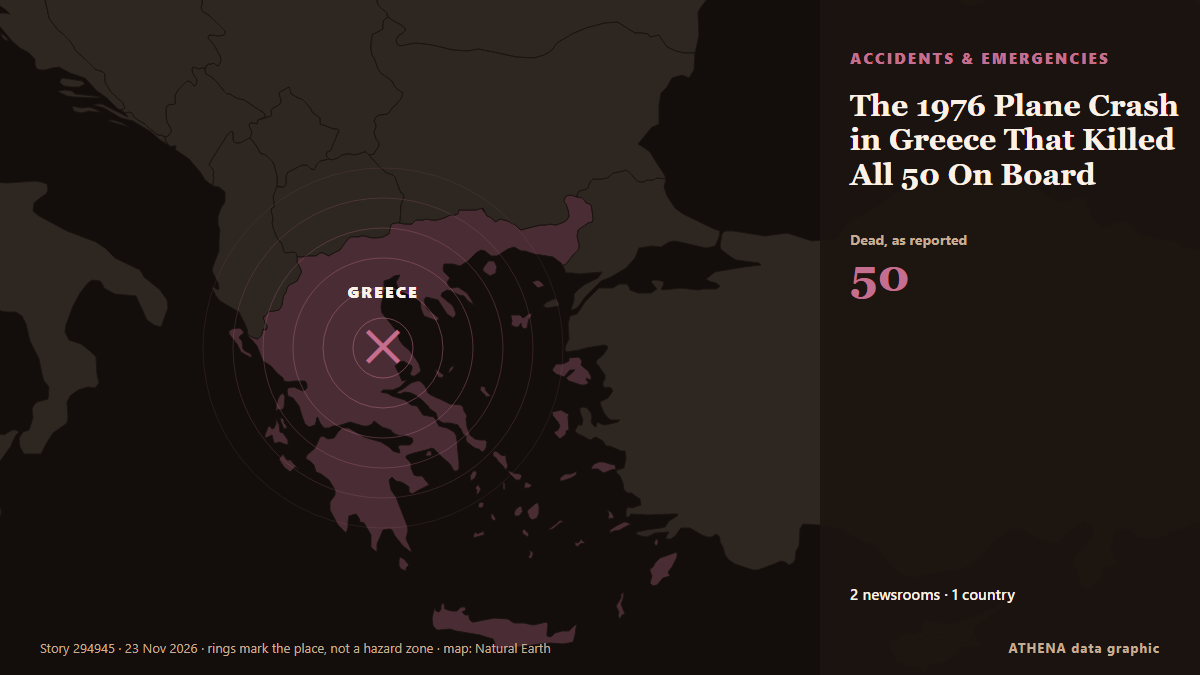 ACCIDENTS & EMERGENCIES
The 1976 Plane Crash
in Greece That Killed
All 50 On Board
Dead, as reported
50
GREECE
2 newsrooms · 1 country
Story 294945 · 23 Nov 2026 · rings mark the place, not a hazard zone · map: Natural Earth
ATHENA data graphic